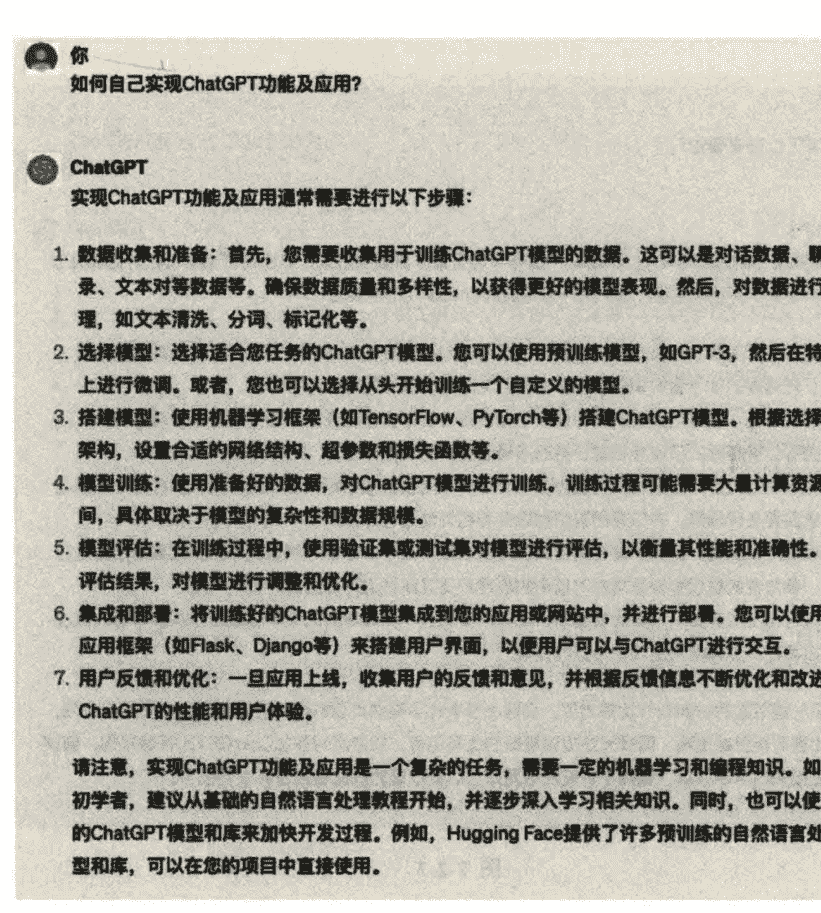 你
如何自己实现ChatGPT功能及应用?
ChatGPT
实现ChatGPT功能及应用通常需要进行以下步骤：
1. 数据收集和准备：首先，您需要收集用于训练ChatGPT模型的数据。这可以是对话数据、
录、文本对等数据等。确保数据质量和多样性，以获得更好的模型表现。然后，对数据进行
理，如文本清洗、分词、标记化等。
2. 选择模型：选择适合您任务的ChatGPT模型。您可以使用预训练模型，如GPT-3，然后在特
上进行微调。或者，您也可以选择从头开始训练一个自定义的模型。
3. 搭建模型：使用机器学习框架（如TensorFlow、PyTorch等）搭建ChatGPT模型。根据选择
架构，设置合适的网络结构、超参数和损失函数等。
4. 模型训练：使用准备好的数据，对ChatGPT模型进行训练。训练过程可能需要大量计算资源
间，具体取决于模型的复杂性和数据规模。
5. 模型评估：在训练过程中，使用验证集或测试集对模型进行评估，以衡量其性能和准确性。
评估结果，对模型进行调整和优化。
6. 集成和部署：将训练好的ChatGPT模型集成到您的应用或网站中，并进行部署。您可以使用
应用框架（如Flask、Django等）来搭建用户界面，以便用户可以与ChatGPT进行交互。
7. 用户反馈和优化：一旦应用上线，收集用户的反馈和意见，并根据反馈信息不断优化和改进
ChatGPT的性能和用户体验。
请注意，实现ChatGPT功能及应用是一个复杂的任务，需要一定的机器学习和编程知识。如
初学者，建议从基础的自然语言处理教程开始，并逐步深入学习相关知识。同时，也可以使
的ChatGPT模型和库来加快开发过程。例如，Hugging Face提供了许多预训练的自然语言处
型和库，可以在您的项目中直接使用。